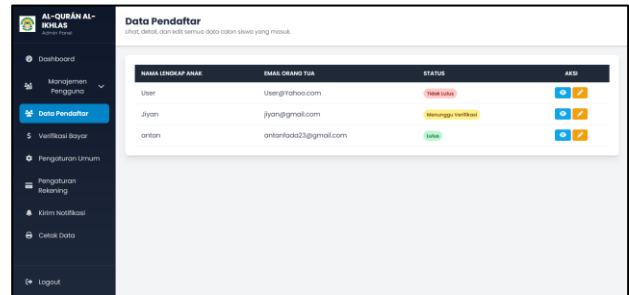 AL-QURÄN AL-
IKHLAS
Admin Panel
Dashboard
Manajemen
Pengguna
Data Pendaftar
Verifikasi Bayar
Pengaturan Umum
Pengaturan
Rekening
Kirim Notifikasi
Cetak Data
Logout
Data Pendaftar
Lihat, detail, dan edit semua data calon siswa yang masuk.
NAMA LENGKAP ANAK EMAIL ORANG TUA STATUS AKSI
User User@Yahoo.com Tidak Lulus
Jiyan jiyan@gmail.com Menunggu Verifikasi
antan antanfada23@gmail.com Lulus